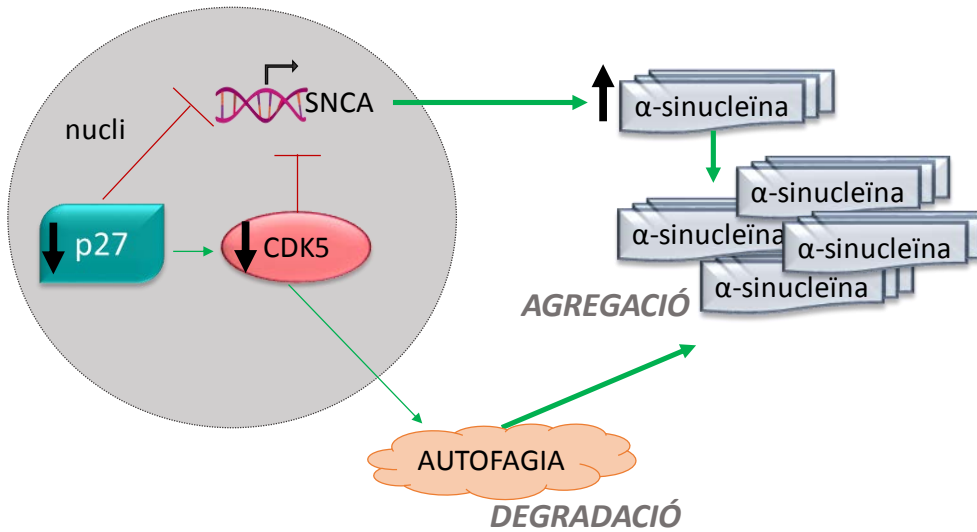 SNCA
nucli
p27
CDK5
α-sinucleïna
α-sinucleïna
α-sinucleïna
α-sinucleïna
α-sinucleïna
AGREGACIÓ
AUTOFAGIA
DEGRADACIÓ